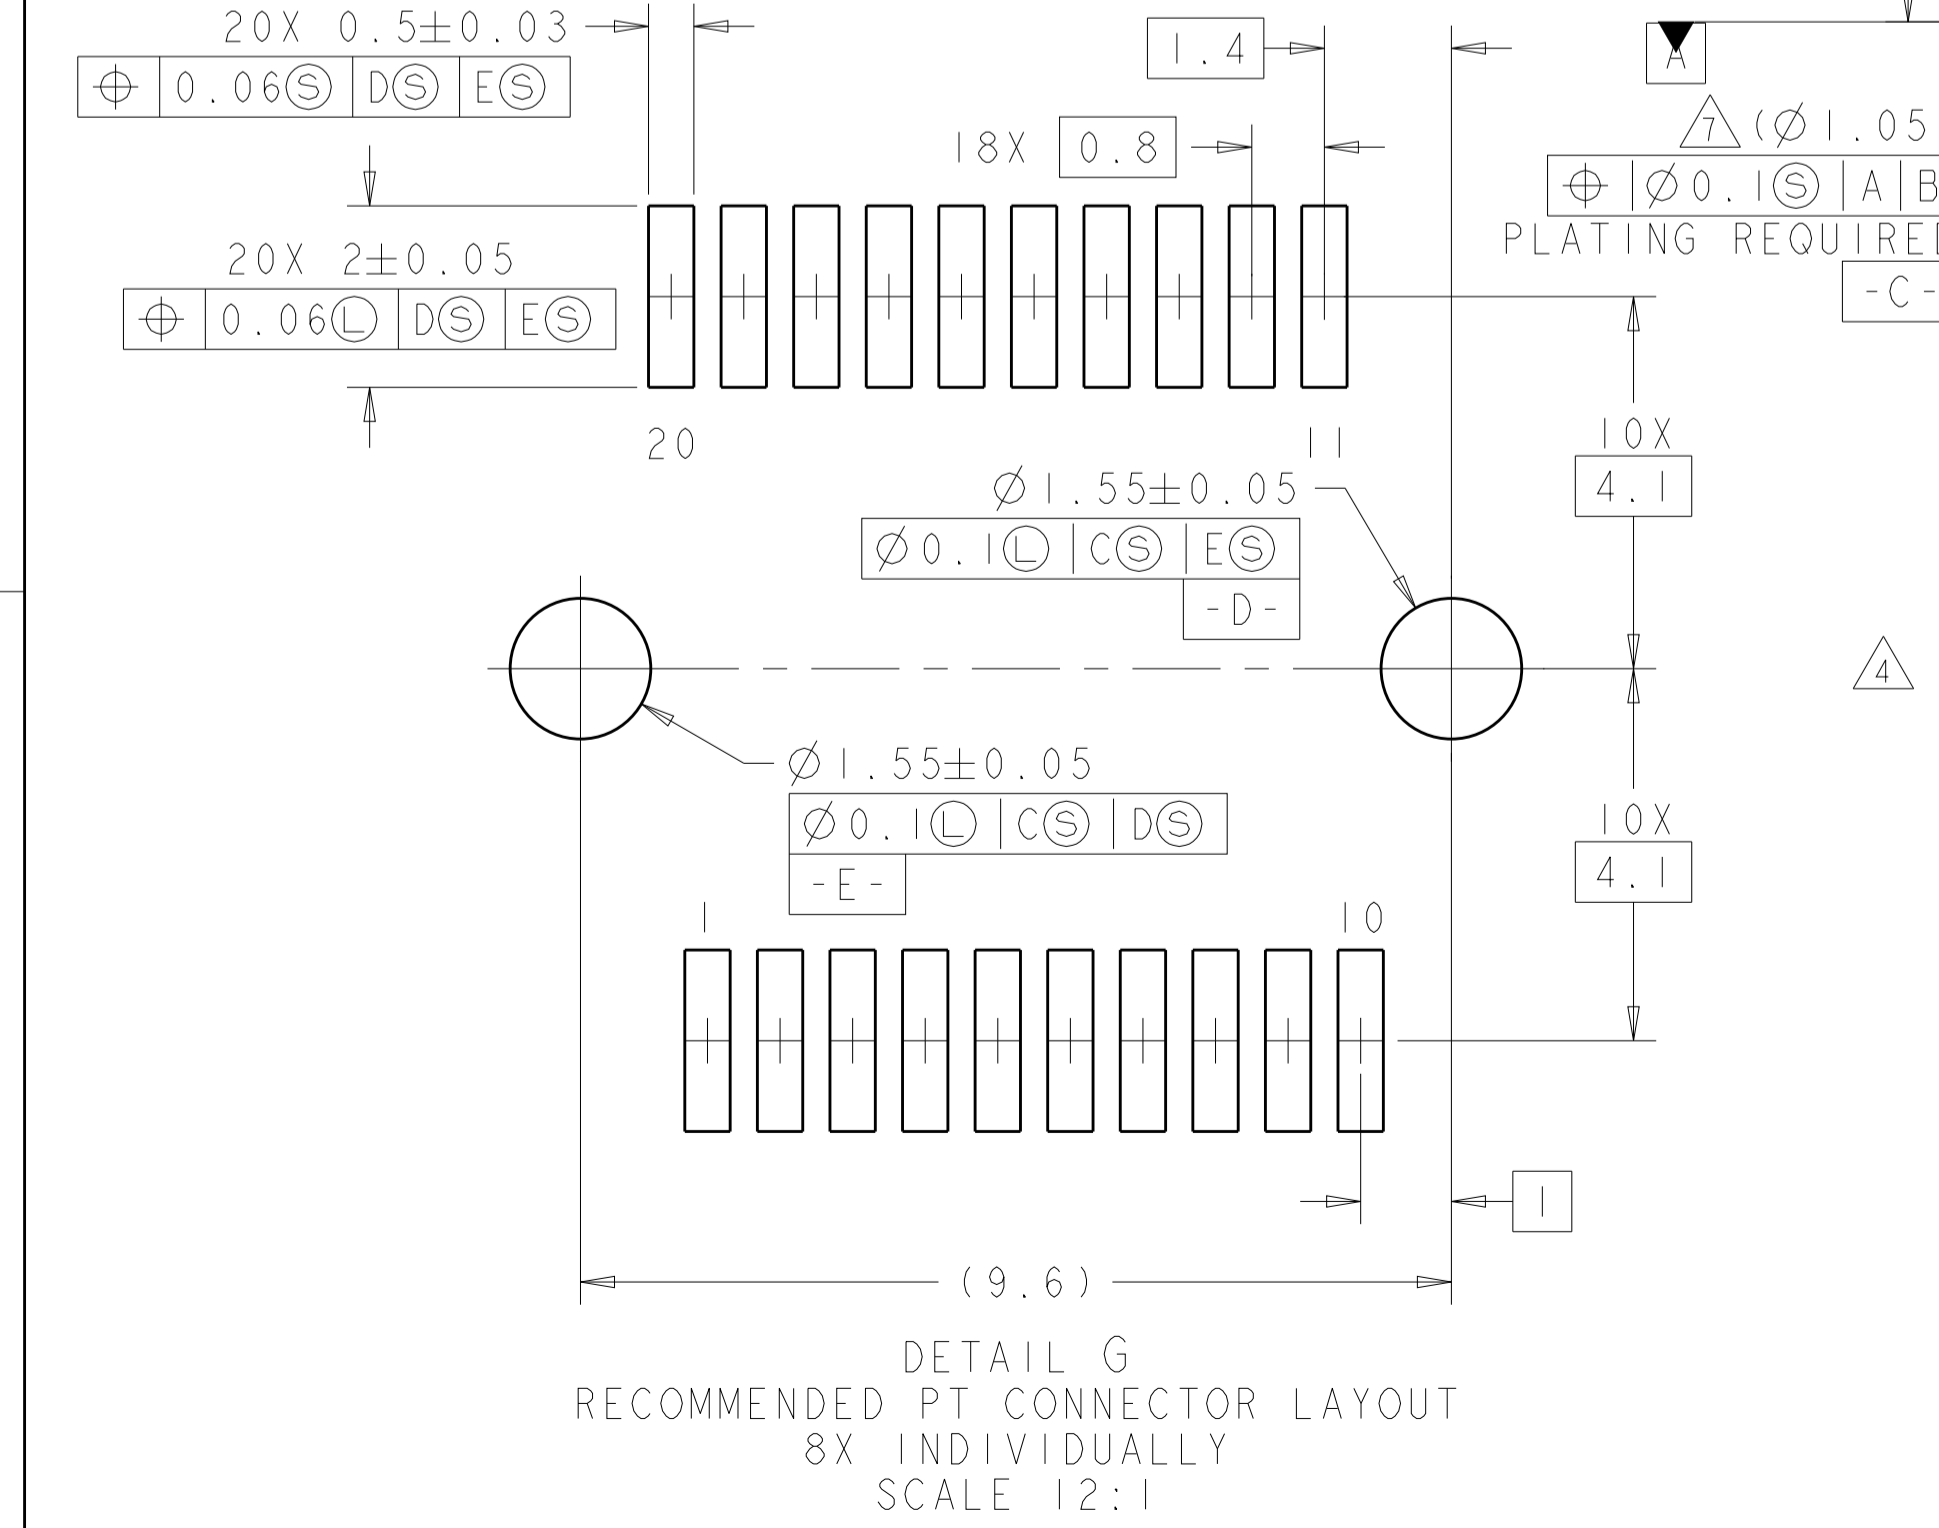 20X 0.5±0.03
⌖ 0.06Ⓢ DⓈ EⓈ
1.4
A
18X 0.8
7 (Ø1.05
⌖ Ø0.1Ⓢ A B
PLATING REQUIRED
-C-
20X 2±0.05
⌖ 0.06Ⓛ DⓈ EⓈ
20
11
10X
4.1
Ø1.55±0.05
Ø0.1Ⓛ CⓈ EⓈ
-D-
4
Ø1.55±0.05
Ø0.1Ⓛ CⓈ DⓈ
-E-
10X
4.1
1
10
1
(9.6)
DETAIL G
RECOMMENDED PT CONNECTOR LAYOUT
8X INDIVIDUALLY
SCALE 12:1